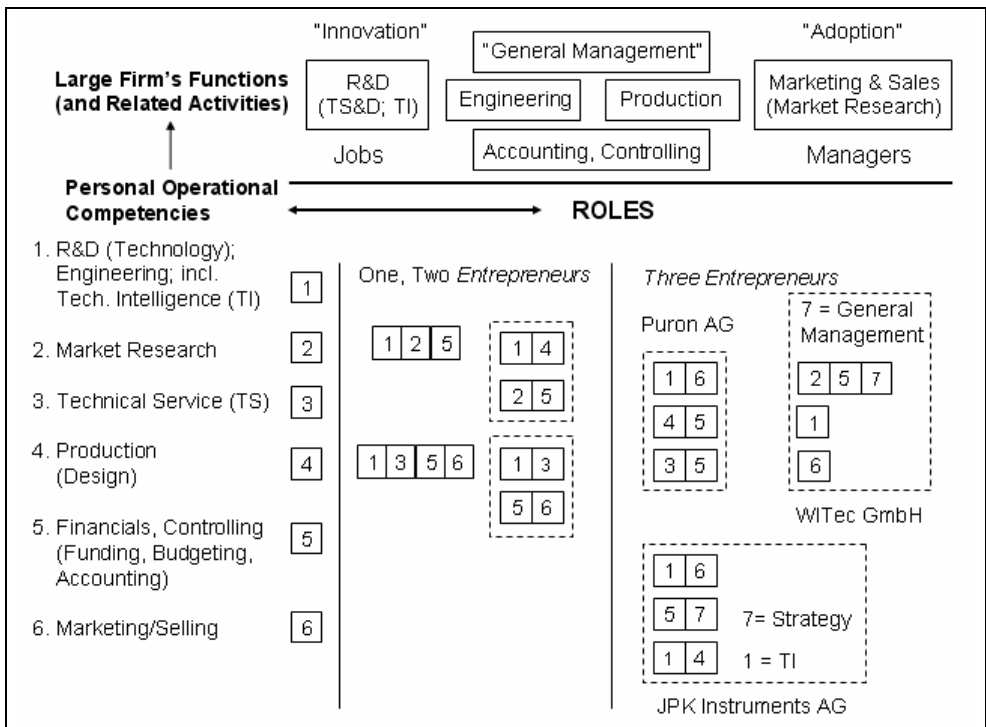 "Innovation"
"General Management"
"Adoption"
Large Firm's Functions
(and Related Activities)
R&D
(TS&D; TI)
Engineering
Production
Marketing & Sales
(Market Research)
Jobs
Accounting, Controlling
Managers
Personal Operational
Competencies
ROLES
1. R&D (Technology);
Engineering; incl.
Tech. Intelligence (TI)
1
2. Market Research
2
3. Technical Service (TS)
3
4. Production
(Design)
4
5. Financials, Controlling
(Funding, Budgeting,
Accounting)
5
6. Marketing/Selling
6
One, Two Entrepreneurs
1 2 5
1 4
2 5
1 3 5 6
1 3
5 6
Three Entrepreneurs
Puron AG
1 6
4 5
3 5
7 = General
Management
2 5 7
1
6
WITec GmbH
1 6
5 7
7= Strategy
1 4
1 = TI
JPK Instruments AG